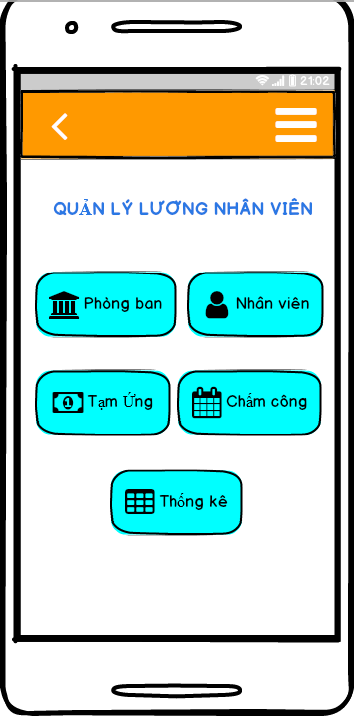 21:02
QUẢN LÝ LƯƠNG NHÂN VIÊN
Phòng ban
Nhân viên
Tạm Ứng
Chấm công
Thống kê